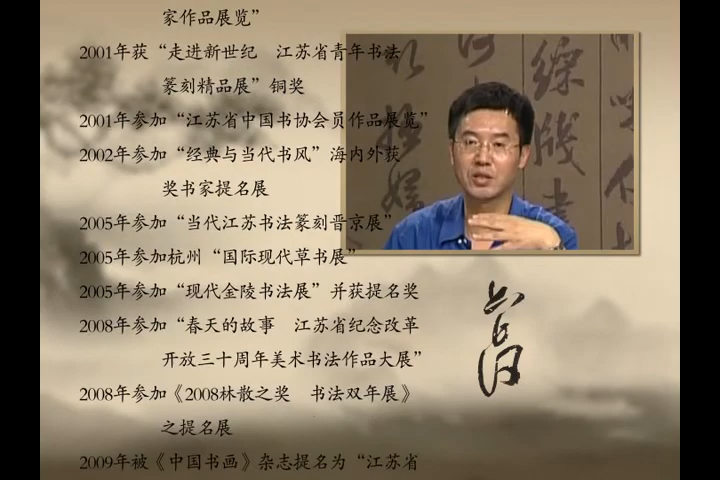 家作品展览”
2001年获“走进新世纪　江苏省青年书法
篆刻精品展”铜奖
2001年参加“江苏省中国书协会员作品展览”
2002年参加“经典与当代书风”海内外获
奖书家提名展
2005年参加“当代江苏书法篆刻晋京展”
2005年参加杭州“国际现代草书展”
2005年参加“现代金陵书法展”并获提名奖
2008年参加“春天的故事　江苏省纪念改革
开放三十周年美术书法作品大展”
2008年参加《2008林散之奖　书法双年展》
之提名展
2009年被《中国书画》杂志提名为“江苏省